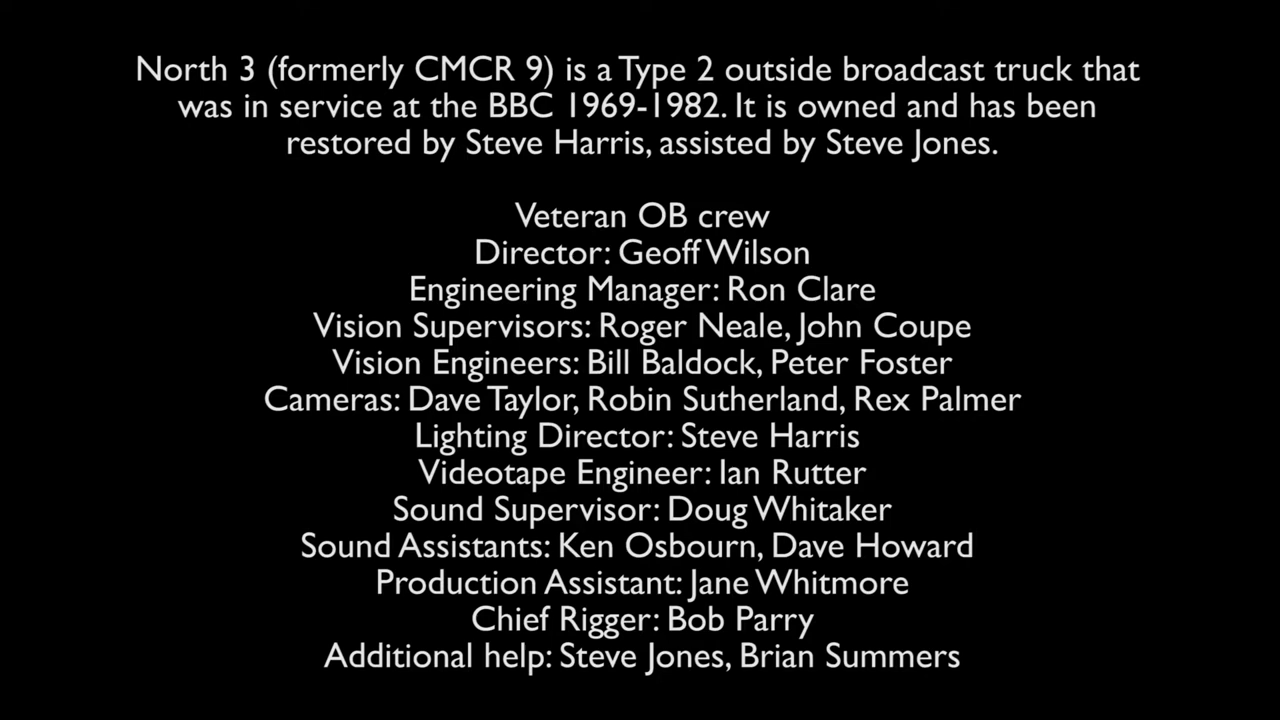 North 3 (formerly CMCR 9) is a Type 2 outside broadcast truck that
was in service at the BBC 1969-1982. It is owned and has been
restored by Steve Harris, assisted by Steve Jones.
Veteran OB crew
Director: Geoff Wilson
Engineering Manager: Ron Clare
Vision Supervisors: Roger Neale, John Coupe
Vision Engineers: Bill Baldock, Peter Foster
Cameras: Dave Taylor, Robin Sutherland, Rex Palmer
Lighting Director: Steve Harris
Videotape Engineer: Ian Rutter
Sound Supervisor: Doug Whitaker
Sound Assistants: Ken Osbourn, Dave Howard
Production Assistant: Jane Whitmore
Chief Rigger: Bob Parry
Additional help: Steve Jones, Brian Summers